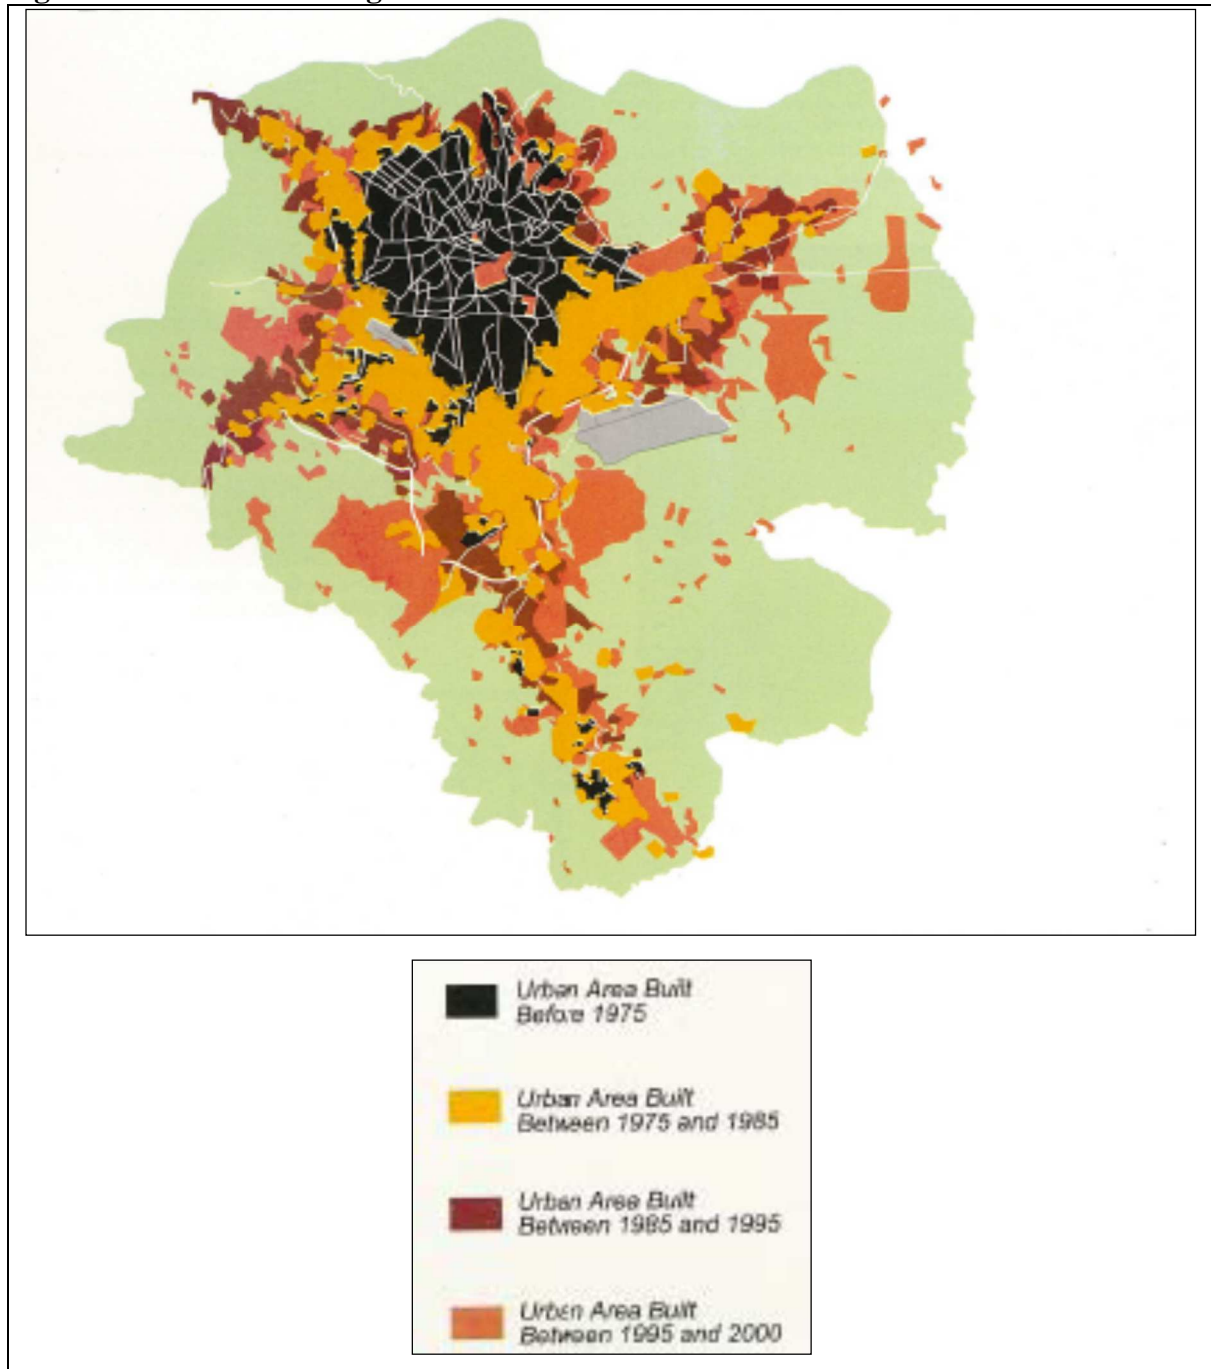 Urban Area Built
Before 1975
Urban Area Built
Between 1975 and 1985
Urban Area Built
Between 1985 and 1995
Urban Area Built
Between 1995 and 2000